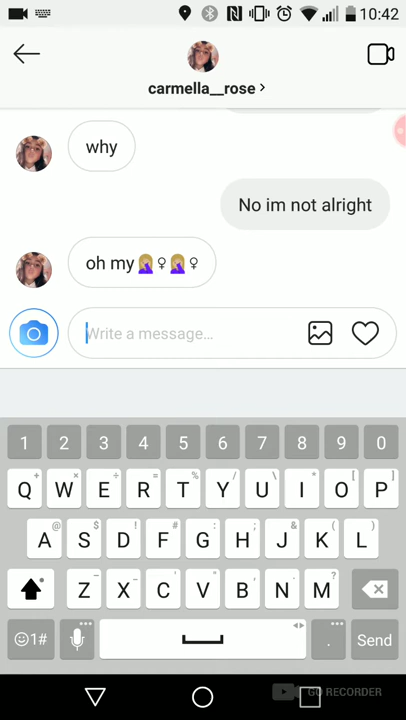 10:42
carmella__rose >
why
No im not alright
oh my🤦🏼‍♀🤦🏼‍♀
Write a message...
1 2 3 4 5 6 7 8 9 0
+ × ÷ = % / \ * [ ]
Q W E R T Y U I O P
@ $ ! # : ; & ( )
A S D F G H J K L
- _ ' " ' , ?
Z X C V B N M
☺1# . Send
GO RECORDER